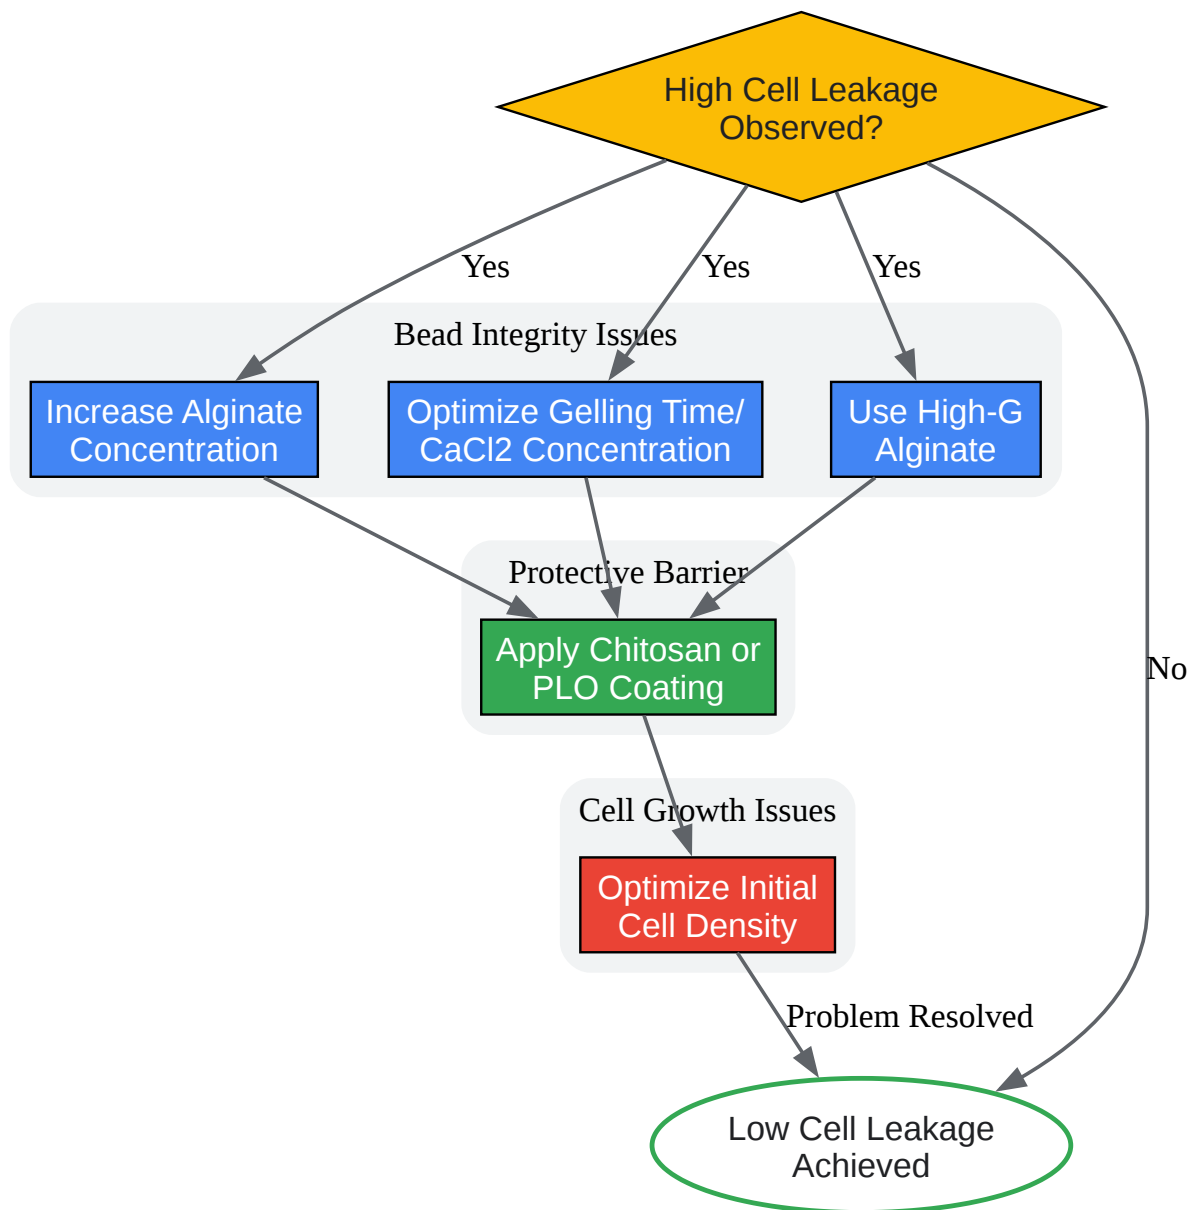 High Cell Leakage
Observed?
Yes
Yes
Yes
Bead Integrity Issues
Increase Alginate
Concentration
Optimize Gelling Time/
CaCl2 Concentration
Use High-G
Alginate
Protective Barrier
Apply Chitosan or
PLO Coating
No
Cell Growth Issues
Optimize Initial
Cell Density
Problem Resolved
Low Cell Leakage
Achieved